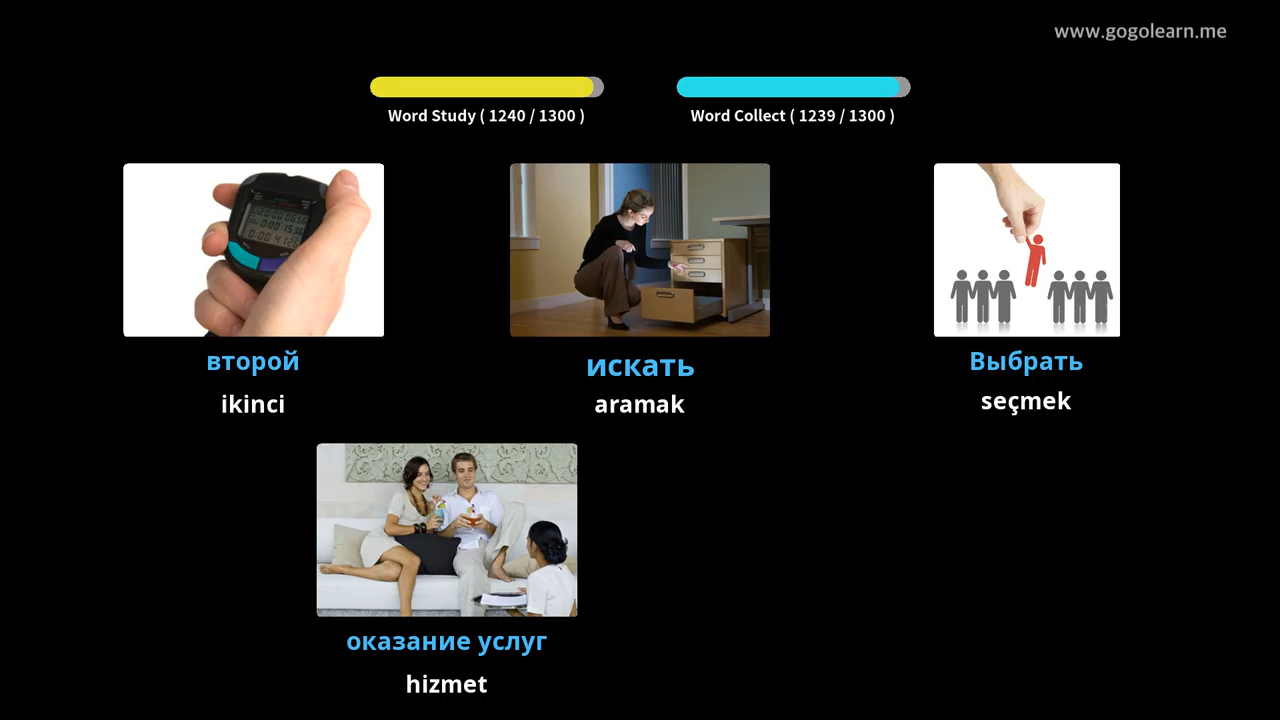 www.gogolearn.me
Word Study ( 1240 / 1300 )
Word Collect ( 1239 / 1300 )
второй
искать
Выбрать
ikinci
aramak
seçmek
оказание услуг
hizmet